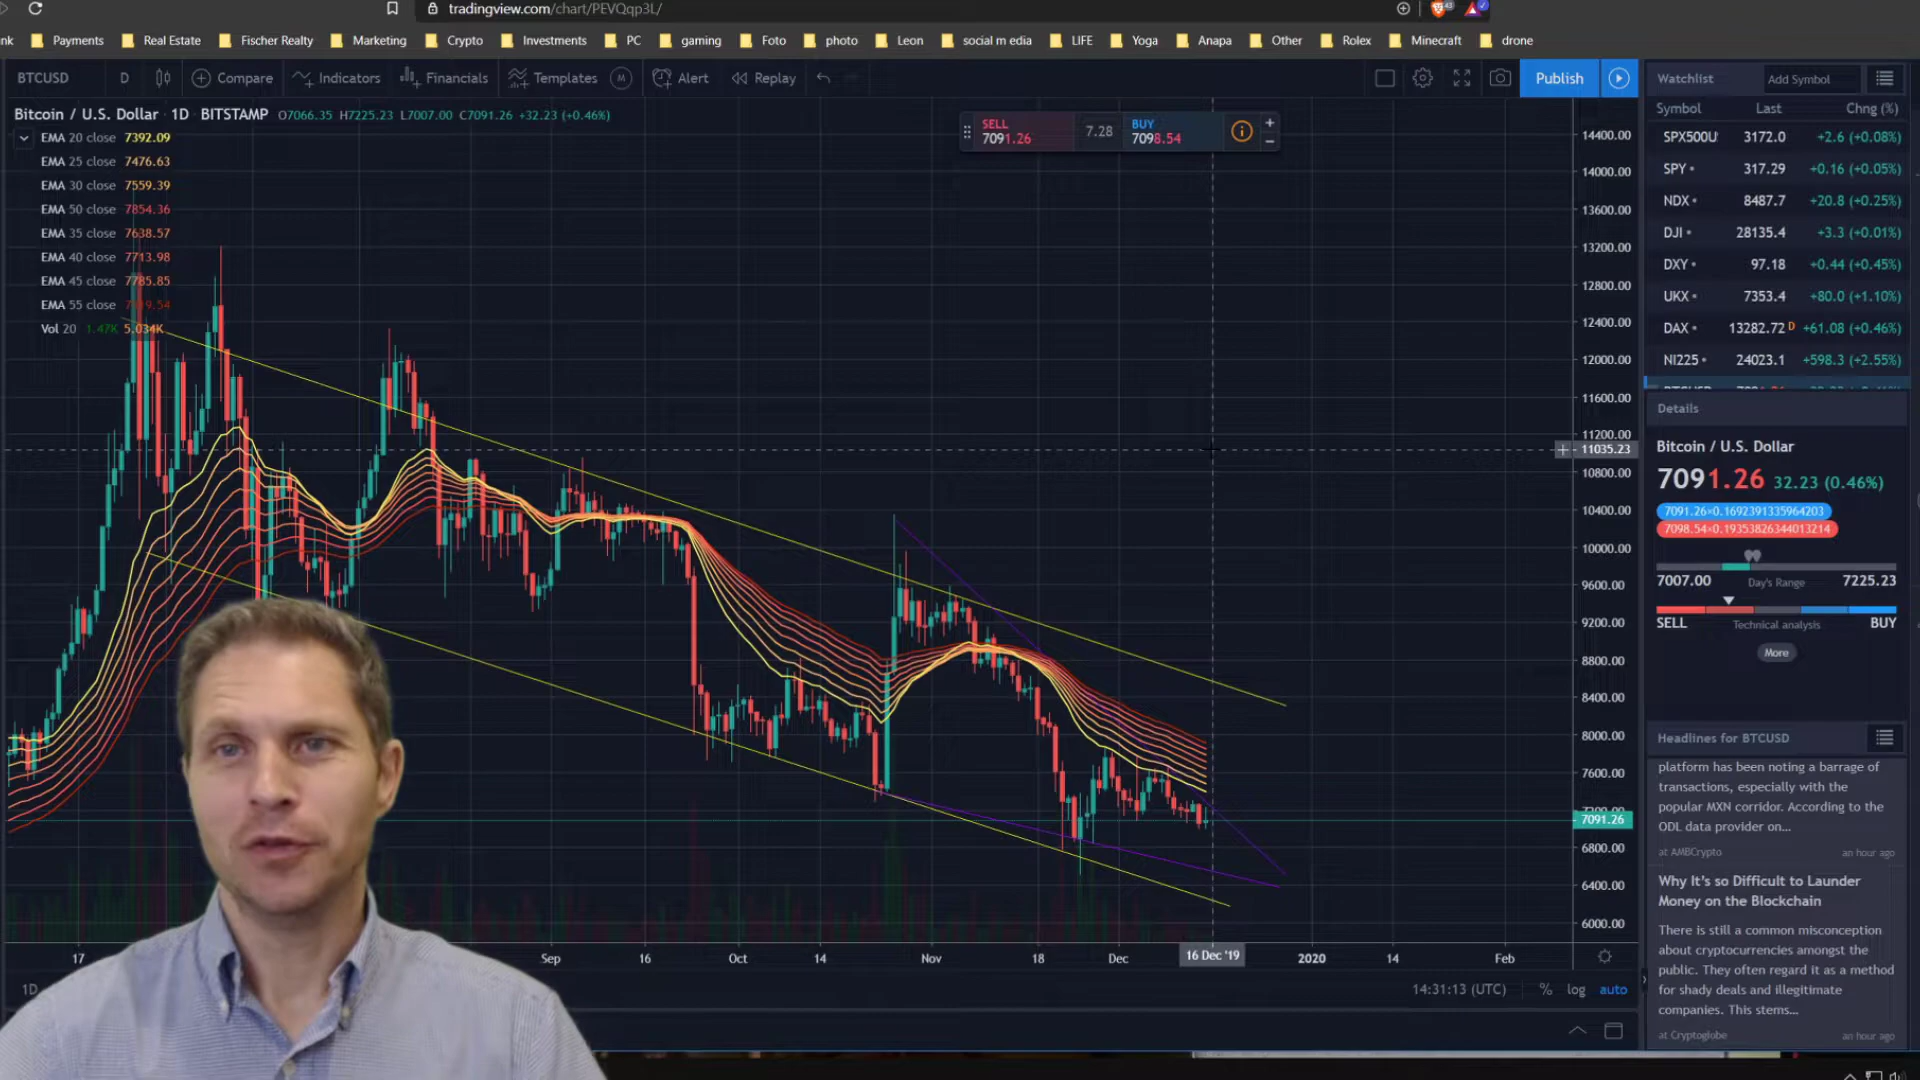 tradingview.com/chart/PEVQqp3L/
nk Payments Real Estate Fischer Realty Marketing Crypto Investments PC gaming Foto photo Leon social m edia LIFE Yoga Anapa Other Rolex Minecraft drone
BTCUSD D Compare Indicators Financials Templates M Alert Replay Publish
Watchlist Add Symbol
Symbol Last Chng (%)
Bitcoin / U.S. Dollar 1D BITSTAMP O7066.35 H7225.23 L7007.00 C7091.26 +32.23 (+0.46%)
SELL 7091.26 7.28 BUY 7098.54
EMA 20 close 7392.09
EMA 25 close 7476.63
EMA 30 close 7559.39
EMA 50 close 7854.36
EMA 35 close 7638.57
EMA 40 close 7713.98
EMA 45 close 7785.85
EMA 55 close
Vol 20 1.47K 5.034K
14400.00
14000.00
13600.00
13200.00
12800.00
12400.00
12000.00
11600.00
11200.00
11035.23
10800.00
10400.00
10000.00
9600.00
9200.00
8800.00
8400.00
8000.00
7600.00
7091.26
6800.00
6400.00
6000.00
SPX500U 3172.0 +2.6 (+0.08%)
SPY 317.29 +0.16 (+0.05%)
NDX 8487.7 +20.8 (+0.25%)
DJI 28135.4 +3.3 (+0.01%)
DXY 97.18 +0.44 (+0.45%)
UKX 7353.4 +80.0 (+1.10%)
DAX 13282.72 D +61.08 (+0.46%)
NI225 24023.1 +598.3 (+2.55%)
Details
Bitcoin / U.S. Dollar
7091.26 32.23 (0.46%)
7091.26×0.1692391335964203
7098.54×0.19353826344013214
7007.00 Day's Range 7225.23
SELL Technical analysis BUY
More
Headlines for BTCUSD
platform has been noting a barrage of
transactions, especially with the
popular MXN corridor. According to the
ODL data provider on...
at AMBCrypto an hour ago
Why It's so Difficult to Launder
Money on the Blockchain
There is still a common misconception
about cryptocurrencies amongst the
public. They often regard it as a method
for shady deals and illegitimate
companies. This stems...
at Cryptoglobe an hour ago
17 Sep 16 Oct 14 Nov 18 Dec 16 Dec '19 2020 14 Feb
1D 14:31:13 (UTC) % log auto